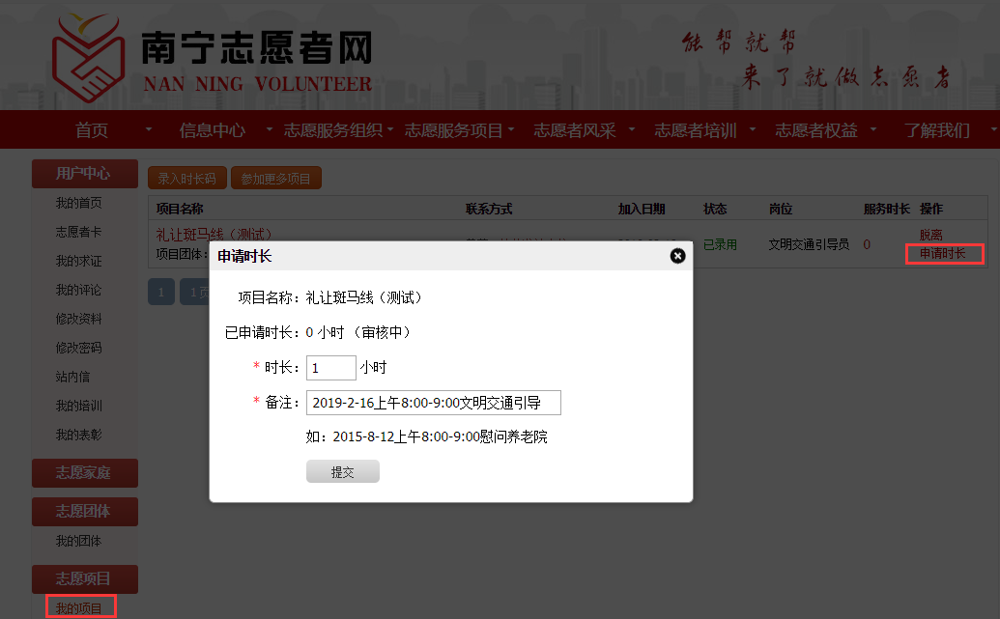 南宁志愿者网
NAN NING VOLUNTEER
能帮就帮
来了就做志愿者
首页 信息中心 志愿服务组织 志愿服务项目 志愿者风采 志愿者培训 志愿者权益 了解我们
用户中心
我的首页
志愿者卡
我的求证
我的评论
修改资料
修改密码
站内信
我的培训
我的表彰
志愿家庭
志愿团体
我的团体
志愿项目
我的项目
录入时长码 参加更多项目
项目名称 联系方式 加入日期 状态 岗位 服务时长 操作
礼让斑马线（测试）
项目团体：
已录用 文明交通引导员 0 脱离
申请时长
1 1页
申请时长
项目名称：礼让斑马线（测试）
已申请时长：0 小时 （审核中）
* 时长：1 小时
* 备注：2019-2-16上午8:00-9:00文明交通引导
如：2015-8-12上午8:00-9:00慰问养老院
提交